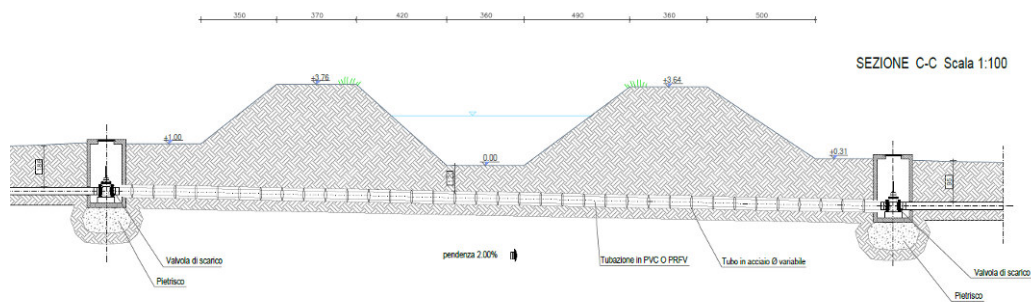 350 370 420 360 490 360 500
SEZIONE C-C Scala 1:100
+3.76 +3.64
+1.00 0.00 +0.31
Valvola di scarico
Pietrisco
pendenza 2.00%
Tubazione in PVC O PRFV
Tubo in acciaio Ø variabile
Valvola di scarico
Pietrisco